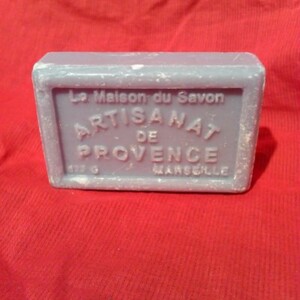 La Maison du Savon
ARTISANAT
DE
PROVENCE
MARSEILLE